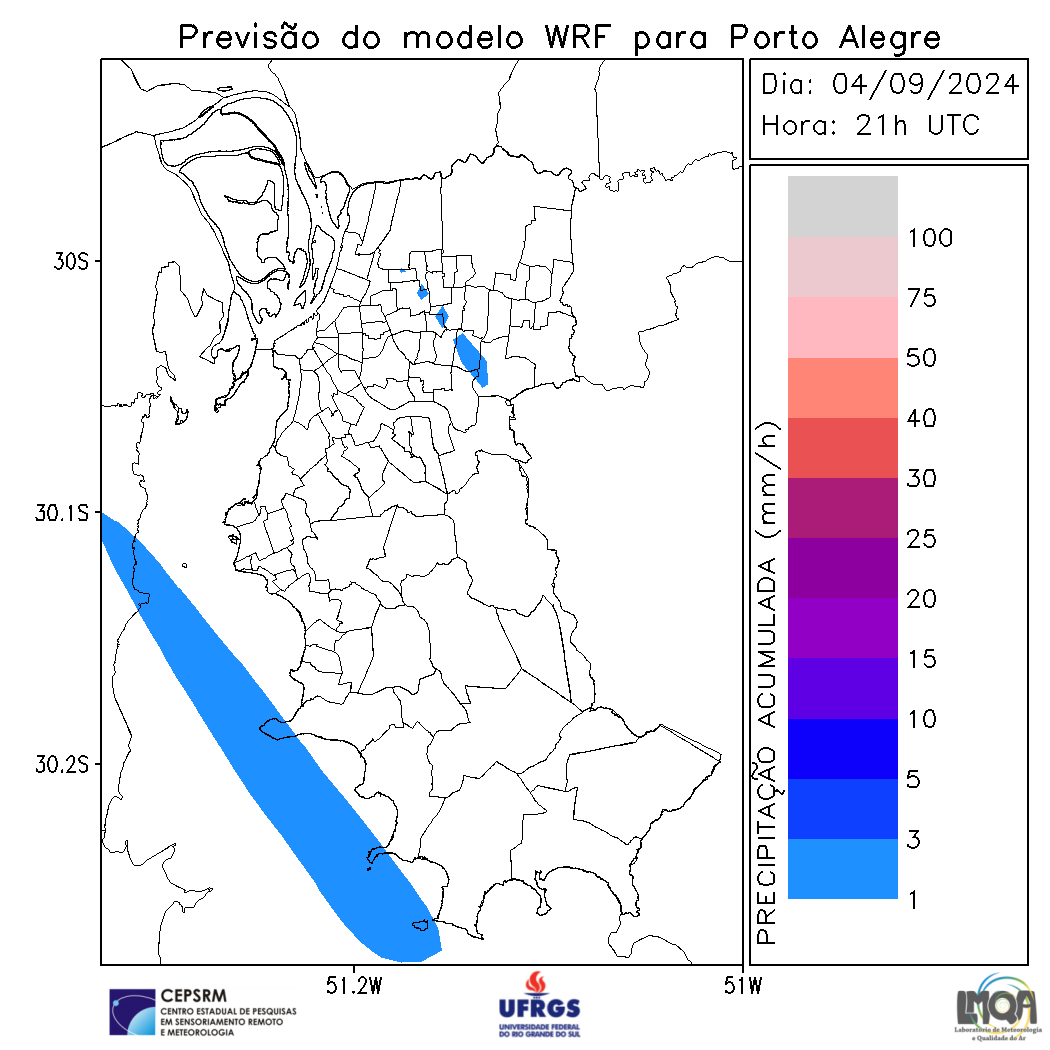 Previsão do modelo WRF para Porto Alegre
Dia: 04/09/2024
Hora: 21h UTC
30S
30.1S
30.2S
51.2W
51W
PRECIPITAÇÃO ACUMULADA (mm/h)
100
75
50
40
30
25
20
15
10
5
3
1
CEPSRM
CENTRO ESTADUAL DE PESQUISAS
EM SENSORIAMENTO REMOTO
E METEOROLOGIA
UFRGS
UNIVERSIDADE FEDERAL
DO RIO GRANDE DO SUL
LMQA
Laboratório de Meteorologia
e Qualidade do Ar